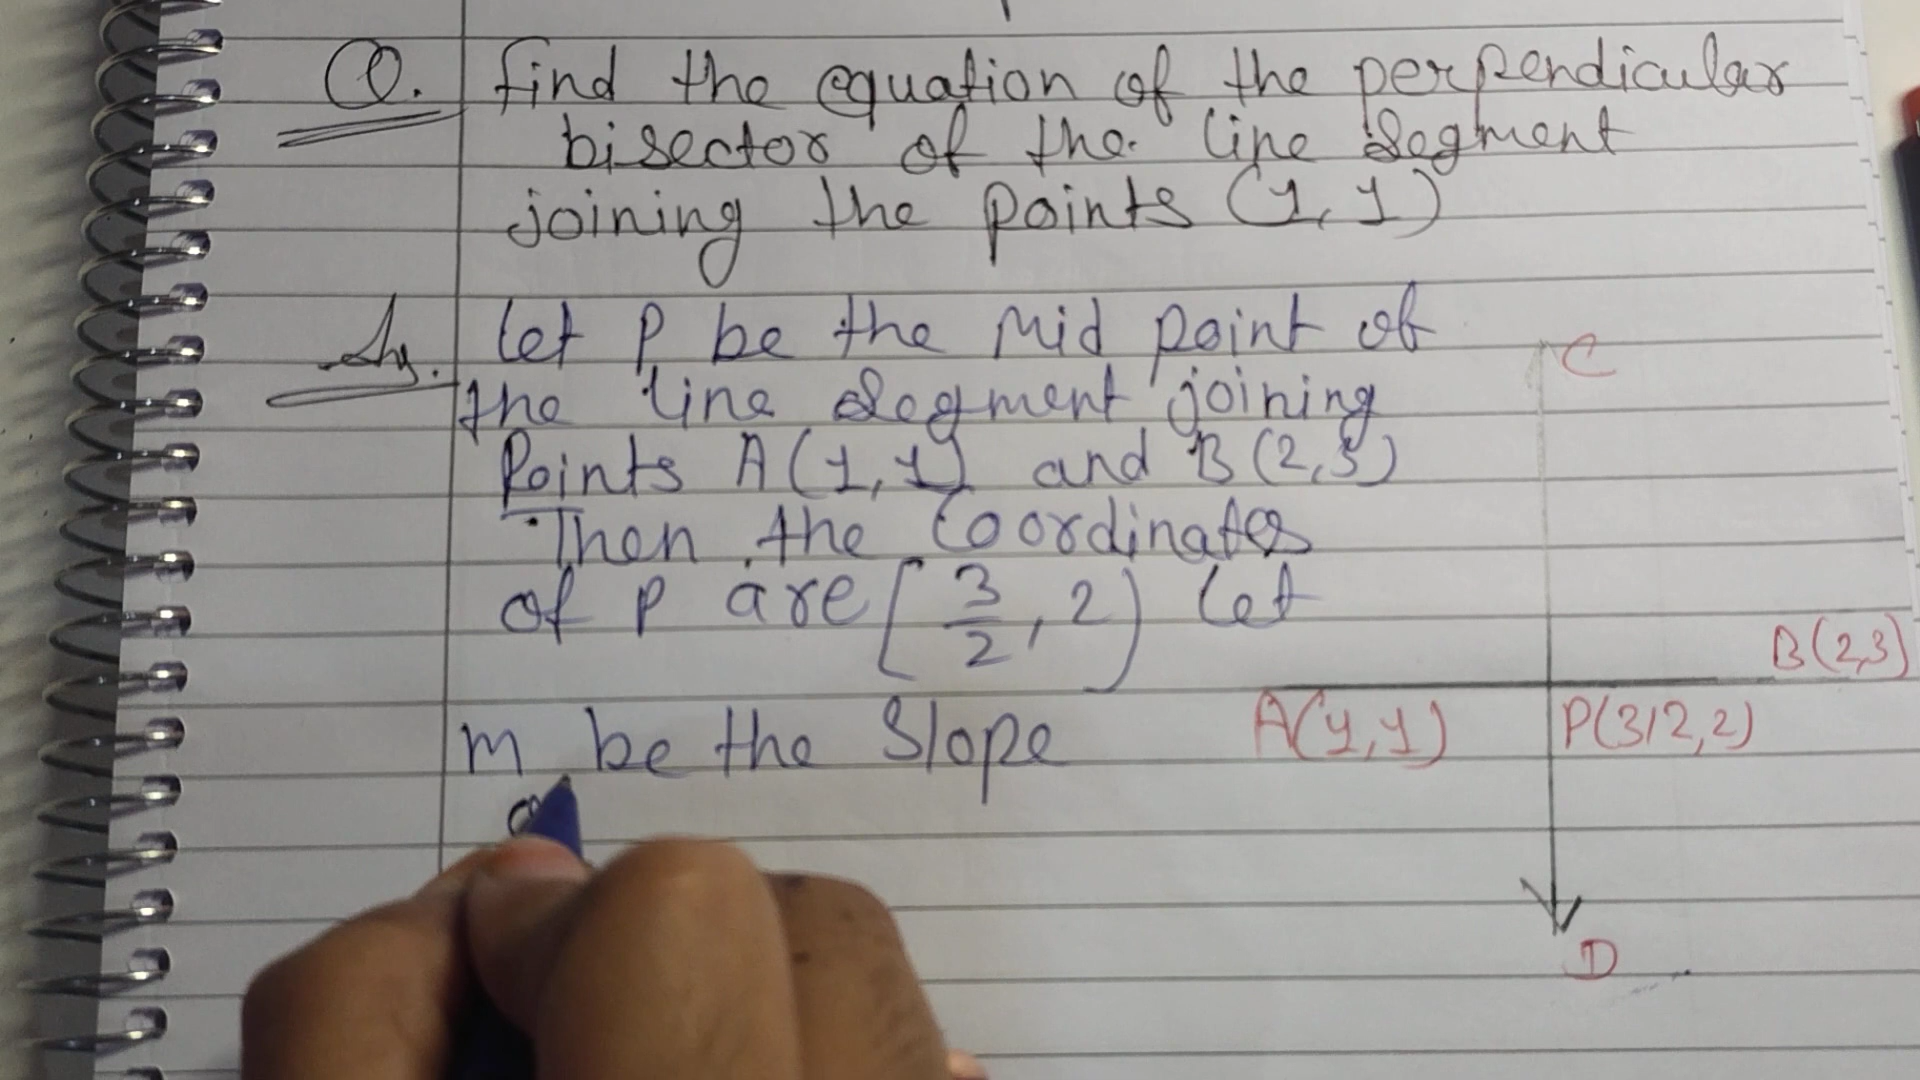 Q. find the equation of the perpendicular
bisector of the line segment
joining the points (1, 1)
Let P be the Mid point of
the line segment joining
Points A(1, 1) and B(2,3)
Then the Coordinates
of P are [3/2, 2) Let
m be the Slope
C
B(2,3)
A(1,1)
P(3/2,2)
D